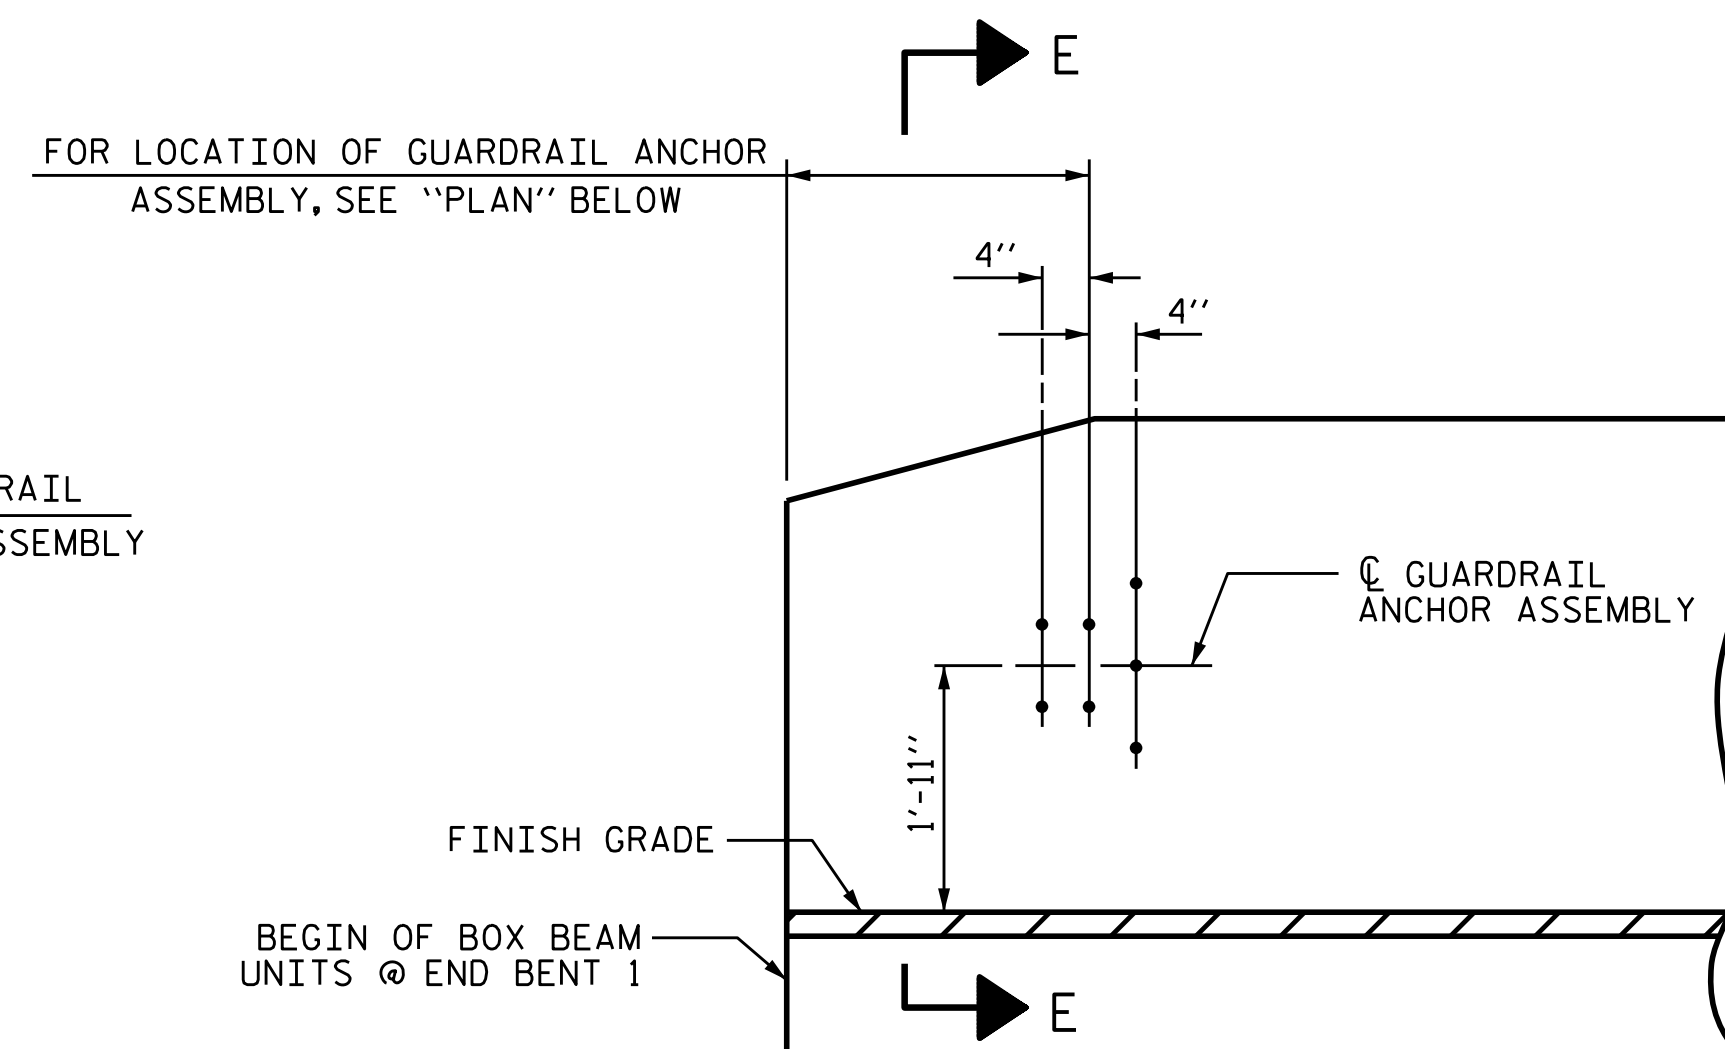 E
FOR LOCATION OF GUARDRAIL ANCHOR
ASSEMBLY, SEE "PLAN" BELOW
4"
4"
RAIL
SSEMBLY
℄ GUARDRAIL
ANCHOR ASSEMBLY
1'-11"
FINISH GRADE
BEGIN OF BOX BEAM
UNITS @ END BENT 1
E